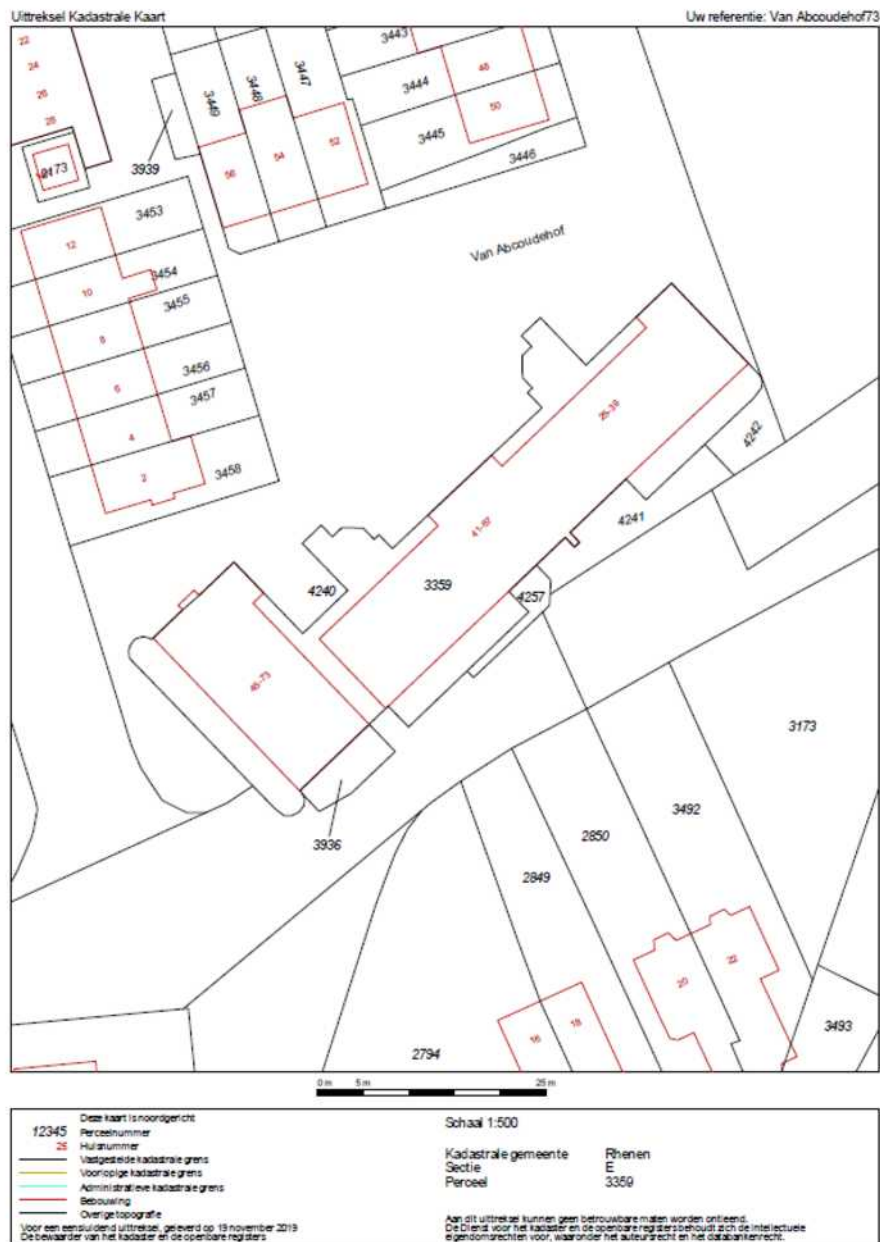 Uittreksel Kadastrale Kaart
Uw referentie: Van Abcoudehof73
22
24
26
28
3449
3448
3447
3443
3444
3445
3446
48
50
52
54
56
3939
3453
3454
3455
3456
3457
3458
12
10
8
6
4
2
Van Abcoudehof
25-39
41-67
3359
4242
4241
4240
4257
45-73
3936
3173
3492
2850
2849
2794
3493
16
18
20
22
0 m 5 m 25 m
Deze kaart is noordgericht
12345 Perceelnummer
25 Huisnummer
Vastgestelde kadastrale grens
Voorlopige kadastrale grens
Administratieve kadastrale grens
Bebouwing
Overige topografie
Voor een eensluidend uittreksel, geleverd op 19 november 2019
De bewaarder van het kadaster en de openbare registers
Schaal 1:500
Kadastrale gemeente Rhenen
Sectie E
Perceel 3359
Aan dit uittreksel kunnen geen betrouwbare maten worden ontleend.
De Dienst voor het kadaster en de openbare registers behoudt zich de intellectuele
eigendomsrechten voor, waaronder het auteursrecht en het databankenrecht.